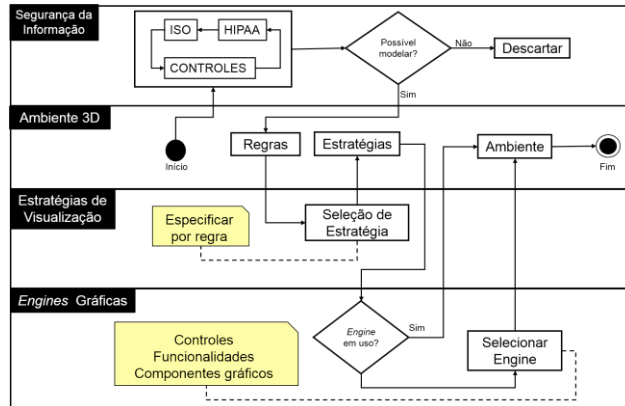 Segurança da
Informação
ISO
HIPAA
CONTROLES
Possível
modelar?
Não
Descartar
Sim
Ambiente 3D
Início
Regras
Estratégias
Ambiente
Fim
Estratégias de
Visualização
Especificar
por regra
Seleção de
Estratégia
Engines Gráficas
Controles
Funcionalidades
Componentes gráficos
Engine
em uso?
Sim
Selecionar
Engine